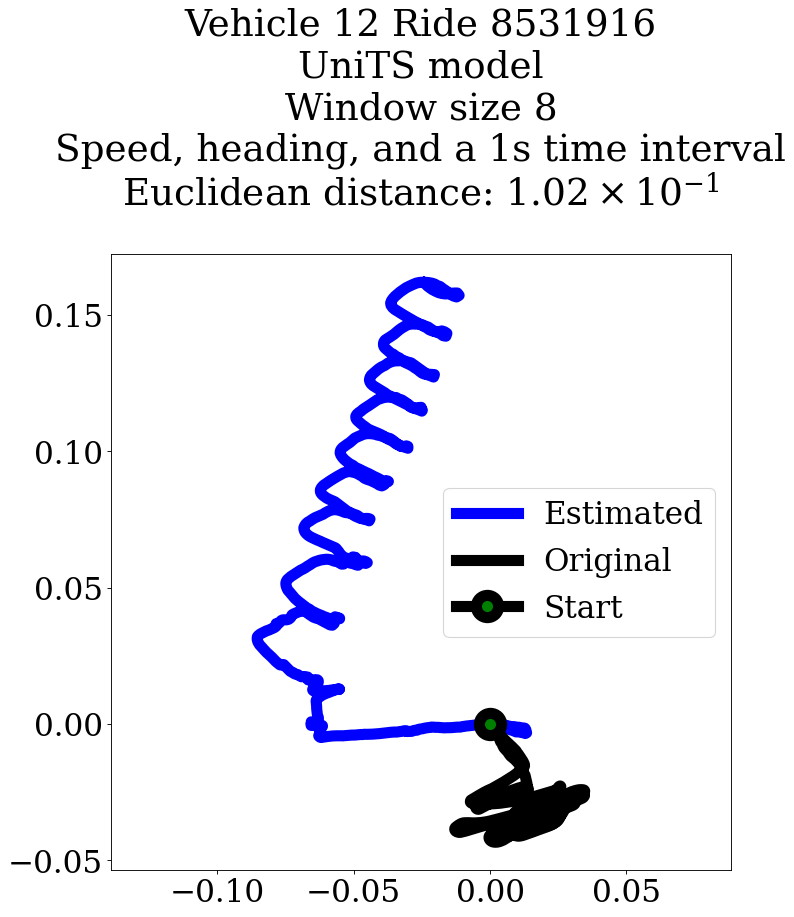 Vehicle 12 Ride 8531916
UniTS model
Window size 8
Speed, heading, and a 1s time interval
Euclidean distance: 1.02 × 10⁻¹
0.15
0.10
0.05
0.00
−0.05
−0.10
−0.05
0.00
0.05
Estimated
Original
Start